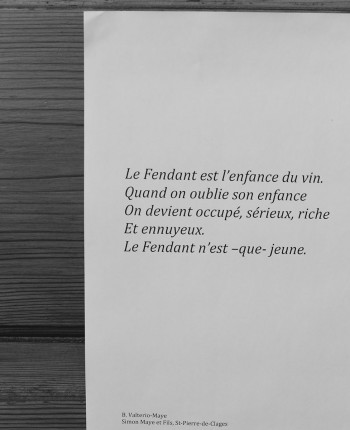 Le Fendant est l'enfance du vin.
Quand on oublie son enfance
On devient occupé, sérieux, riche
Et ennuyeux.
Le Fendant n'est –que- jeune.
B. Valterio-Maye
Simon Maye et Fils, St-Pierre-de-Clages